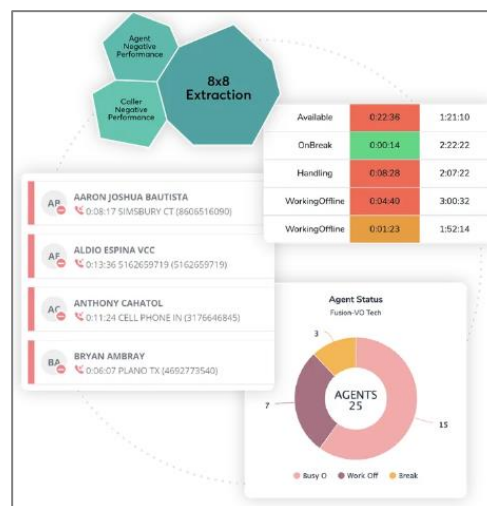 Agent
Negative
Performance
8x8
Extraction
Caller
Negative
Performance
Available 0:22:36 1:21:10
OnBreak 0:00:14 2:22:22
Handling 0:08:28 2:07:22
WorkingOffline 0:04:40 3:00:32
WorkingOffline 0:01:23 1:52:14
AB AARON JOSHUA BAUTISTA
0:08:17 SIMSBURY CT (8606516090)
AE ALDIO ESPINA VCC
0:13:36 5162659719 (5162659719)
AC ANTHONY CAHATOL
0:11:24 CELL PHONE IN (3176646845)
BA BRYAN AMBRAY
0:06:07 PLANO TX (4692773540)
Agent Status
Fusion-VO Tech
3
AGENTS
25
7
15
Busy O Work Off Break